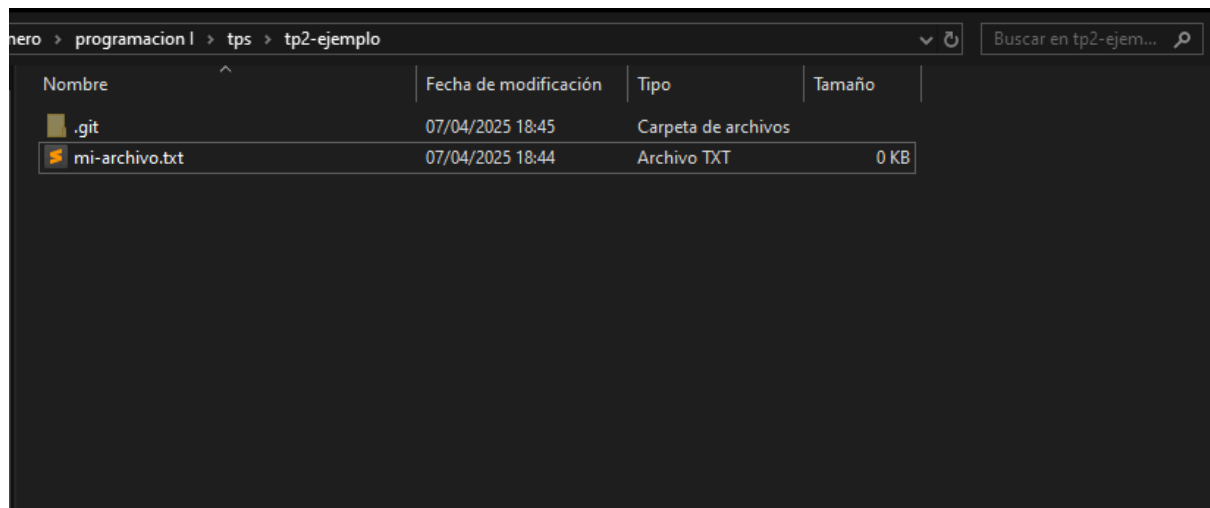 nero > programacion I > tps > tp2-ejemplo Buscar en tp2-ejem...
Nombre Fecha de modificación Tipo Tamaño
.git 07/04/2025 18:45 Carpeta de archivos
mi-archivo.txt 07/04/2025 18:44 Archivo TXT 0 KB